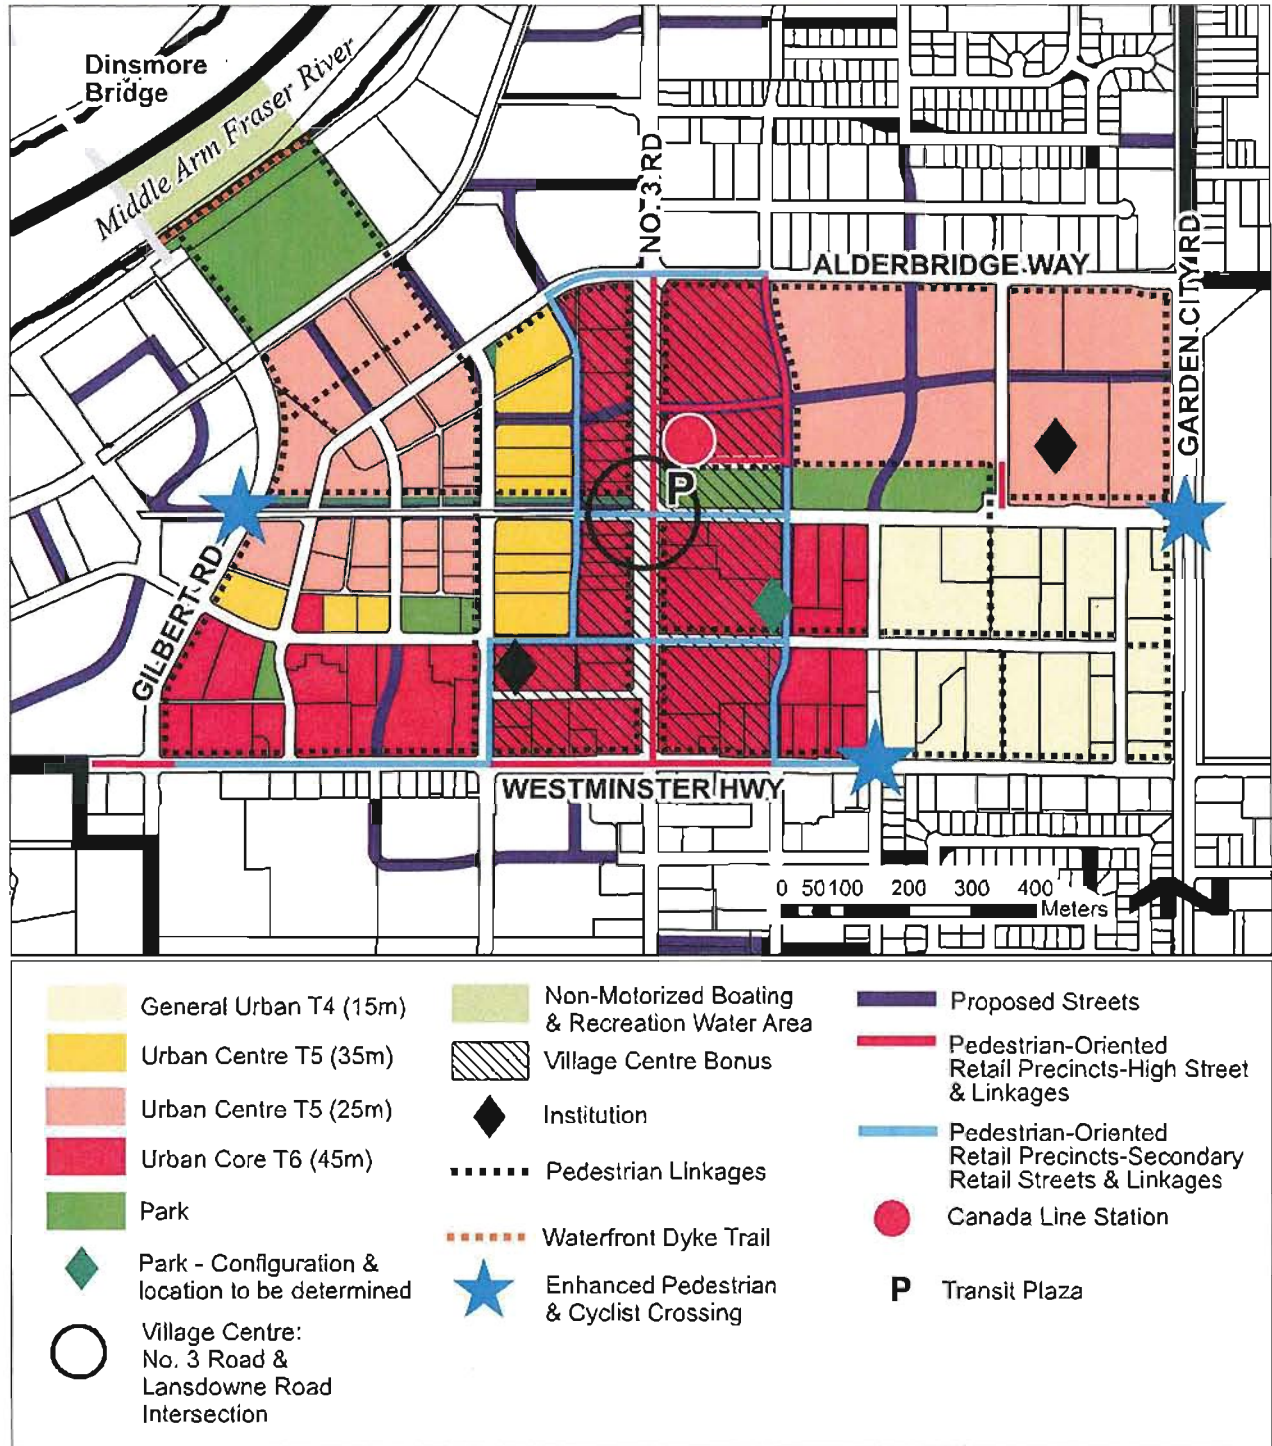 Dinsmore
Bridge
Middle Arm Fraser River
NO. 3 RD
ALDERBRIDGE WAY
GARDEN CITY RD
P
GILBERT RD
WESTMINSTER HWY
0 50 100 200 300 400
Meters
General Urban T4 (15m)
Urban Centre T5 (35m)
Urban Centre T5 (25m)
Urban Core T6 (45m)
Park
Park - Configuration &
location to be determined
Village Centre:
No. 3 Road &
Lansdowne Road
Intersection
Non-Motorized Boating
& Recreation Water Area
Village Centre Bonus
Institution
Pedestrian Linkages
Waterfront Dyke Trail
Enhanced Pedestrian
& Cyclist Crossing
Proposed Streets
Pedestrian-Oriented
Retail Precincts-High Street
& Linkages
Pedestrian-Oriented
Retail Precincts-Secondary
Retail Streets & Linkages
Canada Line Station
P Transit Plaza